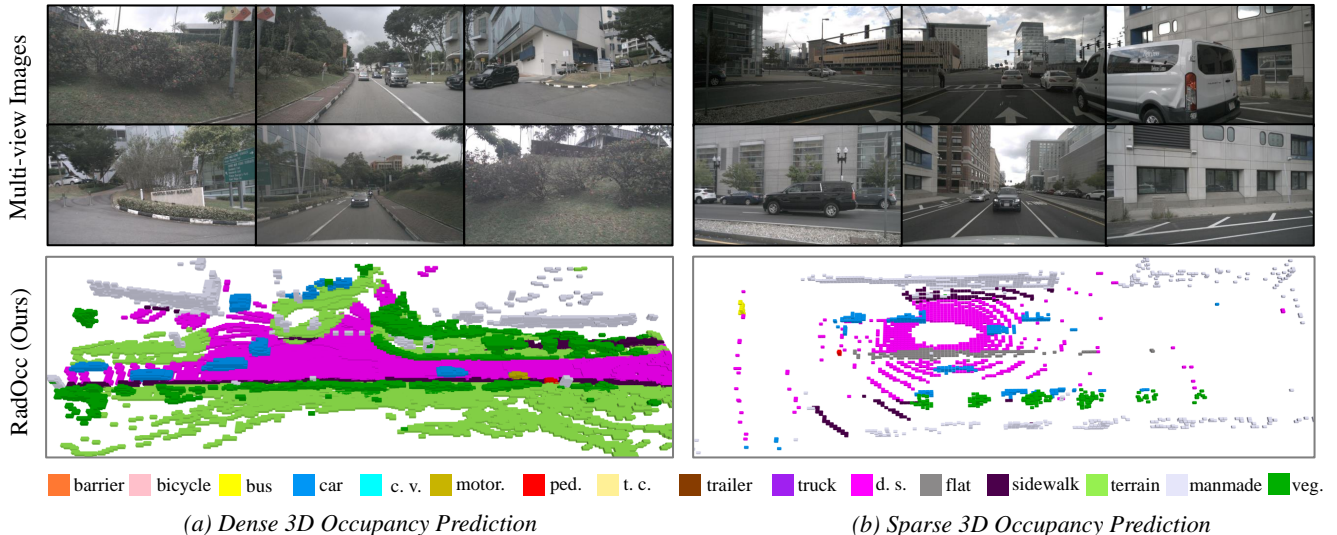 Multi-view Images
RadOcc (Ours)
barrier bicycle bus car c. v. motor. ped. t. c. trailer truck d. s. flat sidewalk terrain manmade veg.
(a) Dense 3D Occupancy Prediction
(b) Sparse 3D Occupancy Prediction